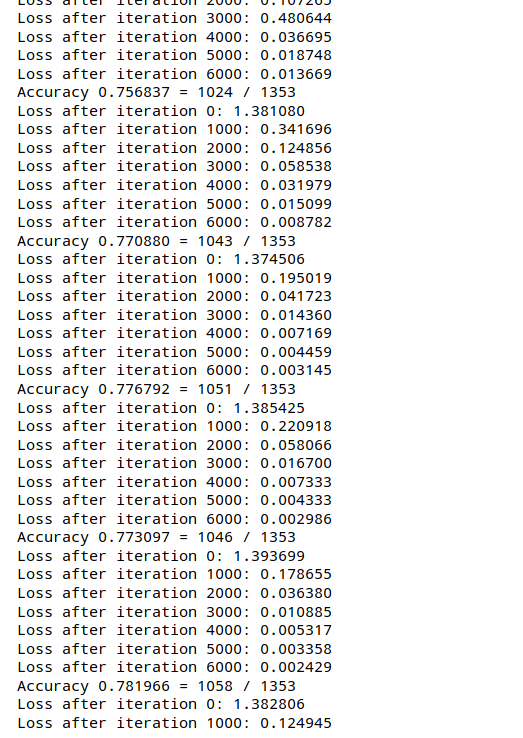 Loss after iteration 2000: 0.107205
Loss after iteration 3000: 0.480644
Loss after iteration 4000: 0.036695
Loss after iteration 5000: 0.018748
Loss after iteration 6000: 0.013669
Accuracy 0.756837 = 1024 / 1353
Loss after iteration 0: 1.381080
Loss after iteration 1000: 0.341696
Loss after iteration 2000: 0.124856
Loss after iteration 3000: 0.058538
Loss after iteration 4000: 0.031979
Loss after iteration 5000: 0.015099
Loss after iteration 6000: 0.008782
Accuracy 0.770880 = 1043 / 1353
Loss after iteration 0: 1.374506
Loss after iteration 1000: 0.195019
Loss after iteration 2000: 0.041723
Loss after iteration 3000: 0.014360
Loss after iteration 4000: 0.007169
Loss after iteration 5000: 0.004459
Loss after iteration 6000: 0.003145
Accuracy 0.776792 = 1051 / 1353
Loss after iteration 0: 1.385425
Loss after iteration 1000: 0.220918
Loss after iteration 2000: 0.058066
Loss after iteration 3000: 0.016700
Loss after iteration 4000: 0.007333
Loss after iteration 5000: 0.004333
Loss after iteration 6000: 0.002986
Accuracy 0.773097 = 1046 / 1353
Loss after iteration 0: 1.393699
Loss after iteration 1000: 0.178655
Loss after iteration 2000: 0.036380
Loss after iteration 3000: 0.010885
Loss after iteration 4000: 0.005317
Loss after iteration 5000: 0.003358
Loss after iteration 6000: 0.002429
Accuracy 0.781966 = 1058 / 1353
Loss after iteration 0: 1.382806
Loss after iteration 1000: 0.124945